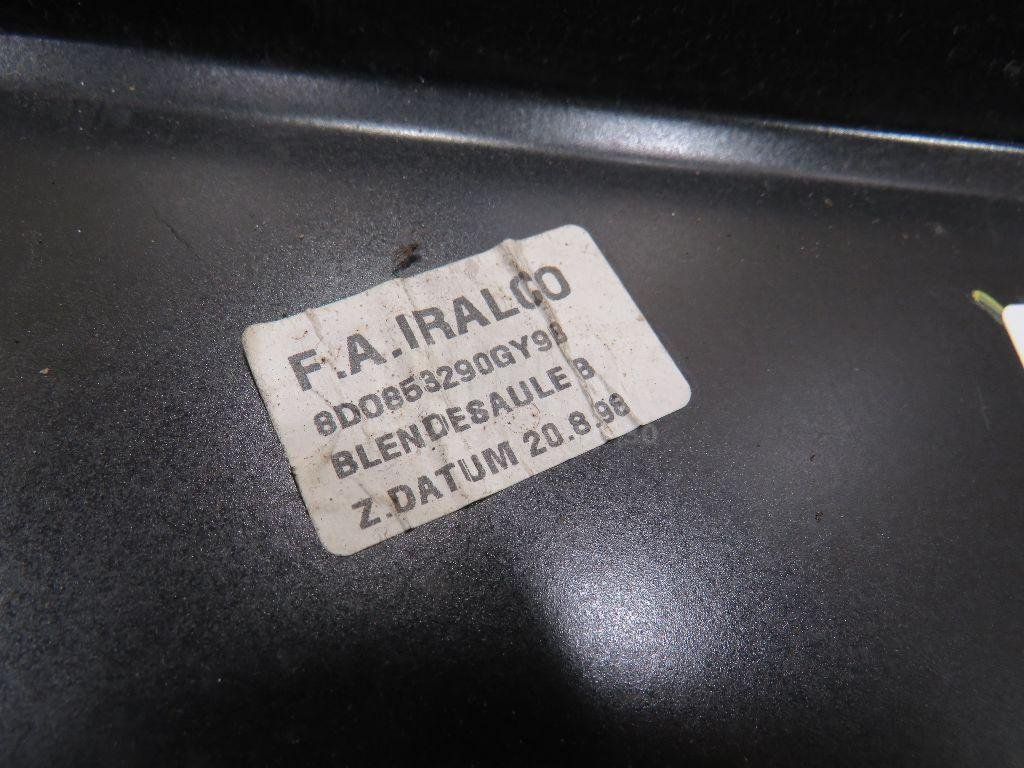 F.A.IRALCO
8D0853290GY98
BLENDESAULE B
Z.DATUM 20.8.98